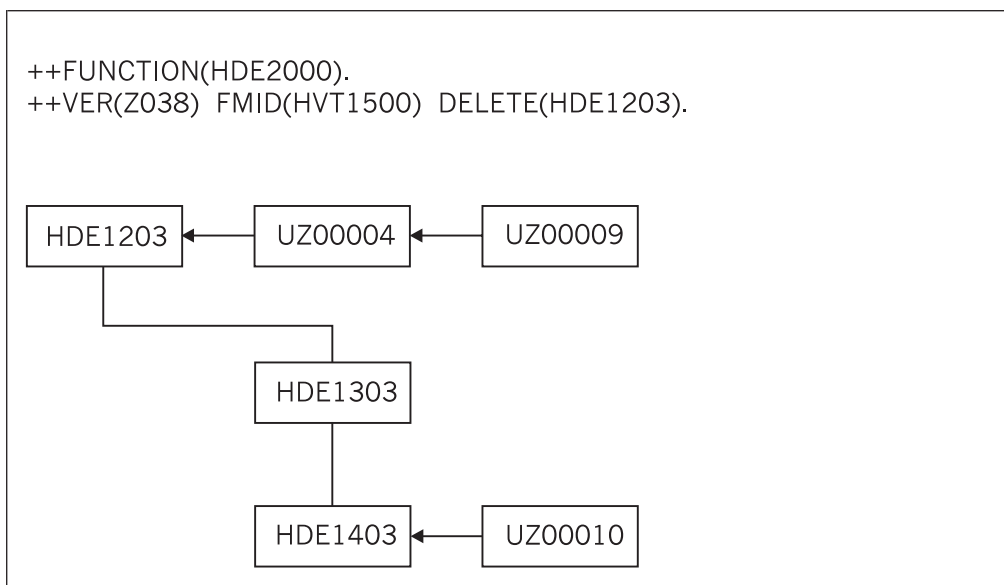 ++FUNCTION(HDE2000).
++VER(Z038) FMID(HVT1500) DELETE(HDE1203).
HDE1203
UZ00004
UZ00009
HDE1303
HDE1403
UZ00010